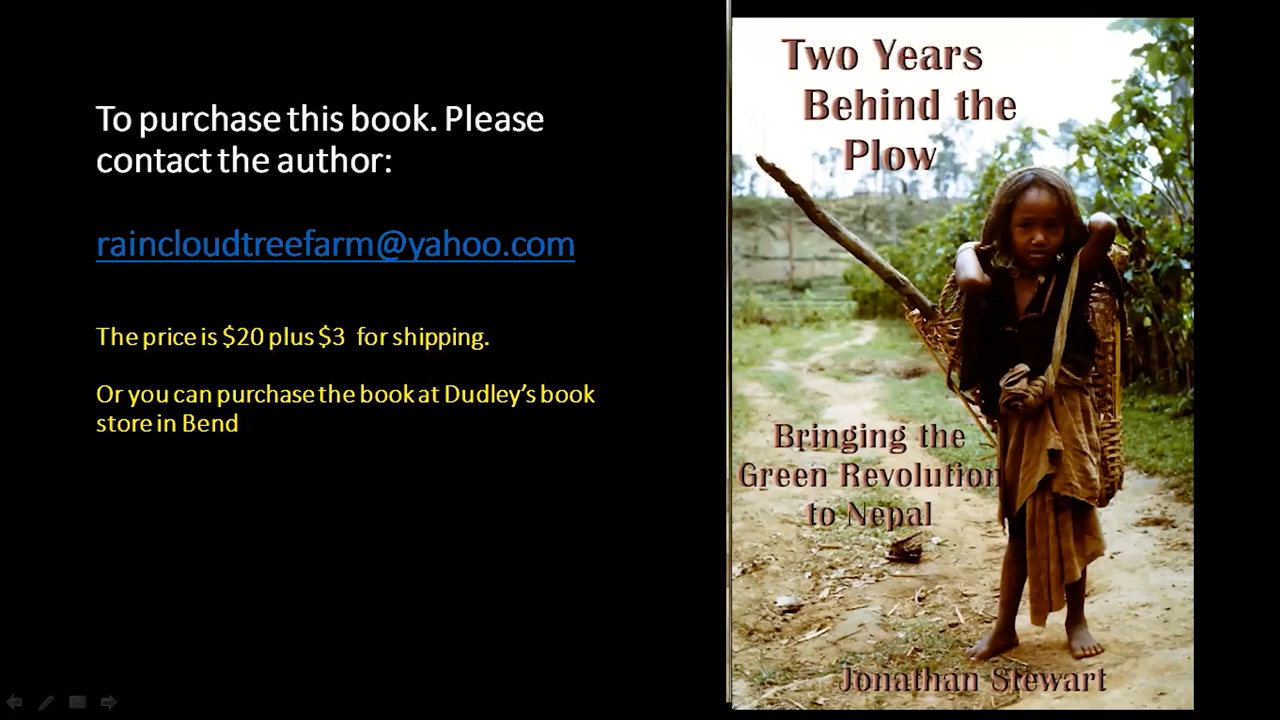 To purchase this book. Please
contact the author:
raincloudtreefarm@yahoo.com
The price is $20 plus $3 for shipping.
Or you can purchase the book at Dudley’s book
store in Bend
Two Years
Behind the
Plow
Bringing the
Green Revolution
to Nepal
Jonathan Stewart